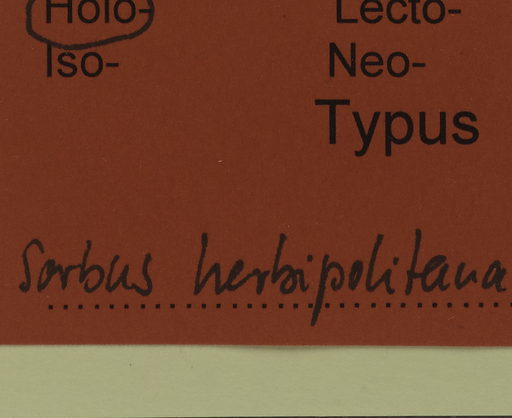 Holo- Lecto-
Iso- Neo-
Typus
Sorbus herbipolitana